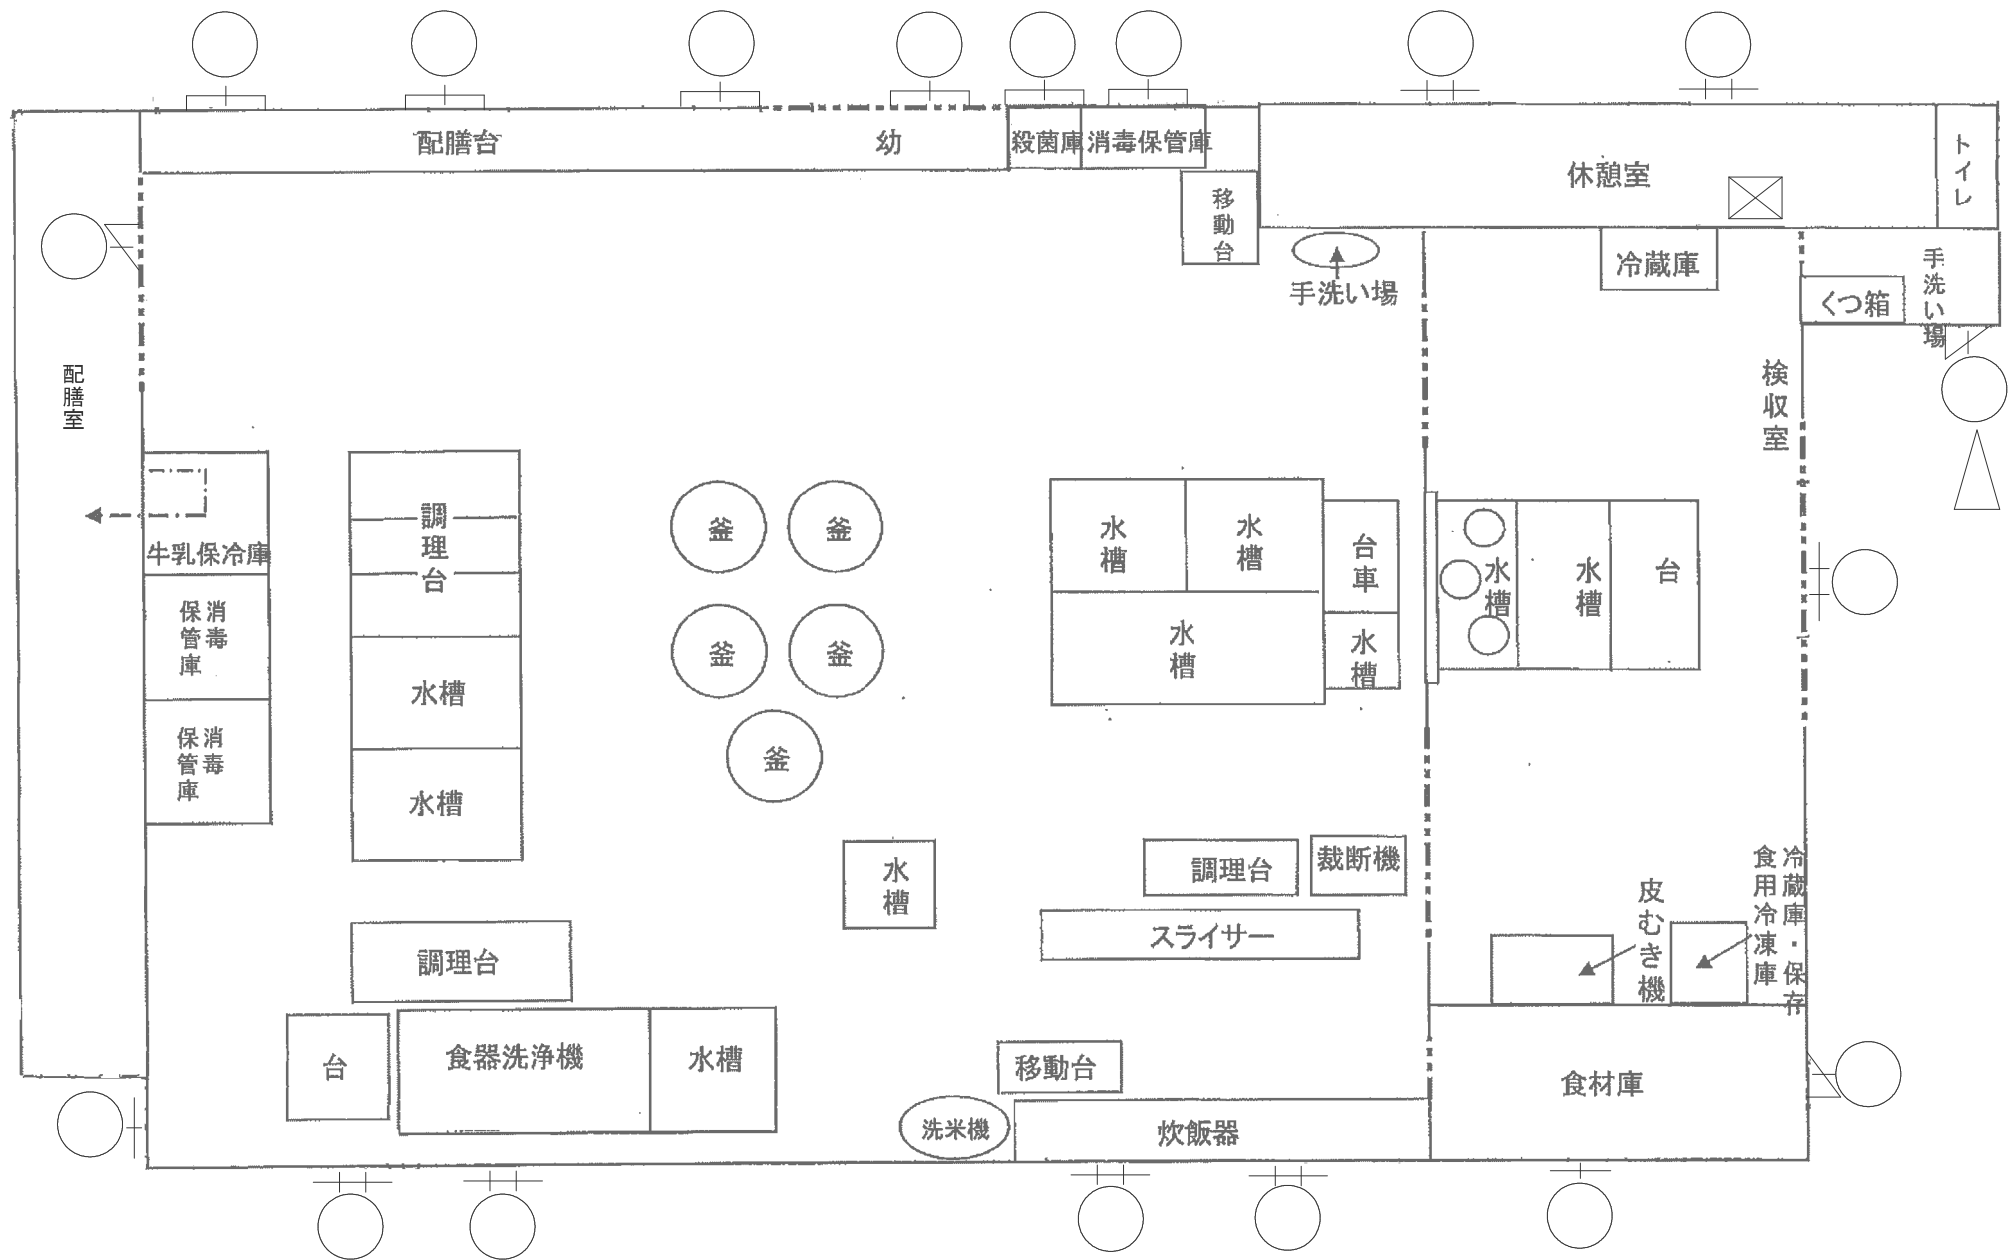 配膳台
幼
殺菌庫
消毒保管庫
休憩室
トイレ
移動台
手洗い場
冷蔵庫
くつ箱
手洗い場
配膳室
検収室
牛乳保冷庫
調理台
釜
釜
水槽
水槽
台車
水槽
水槽
台
消毒
保管庫
釜
釜
水槽
水槽
水槽
消毒
保管庫
釜
水槽
水槽
調理台
裁断機
スライサー
皮むき機
冷蔵庫・保存
食用冷凍庫
調理台
台
食器洗浄機
水槽
移動台
洗米機
炊飯器
食材庫